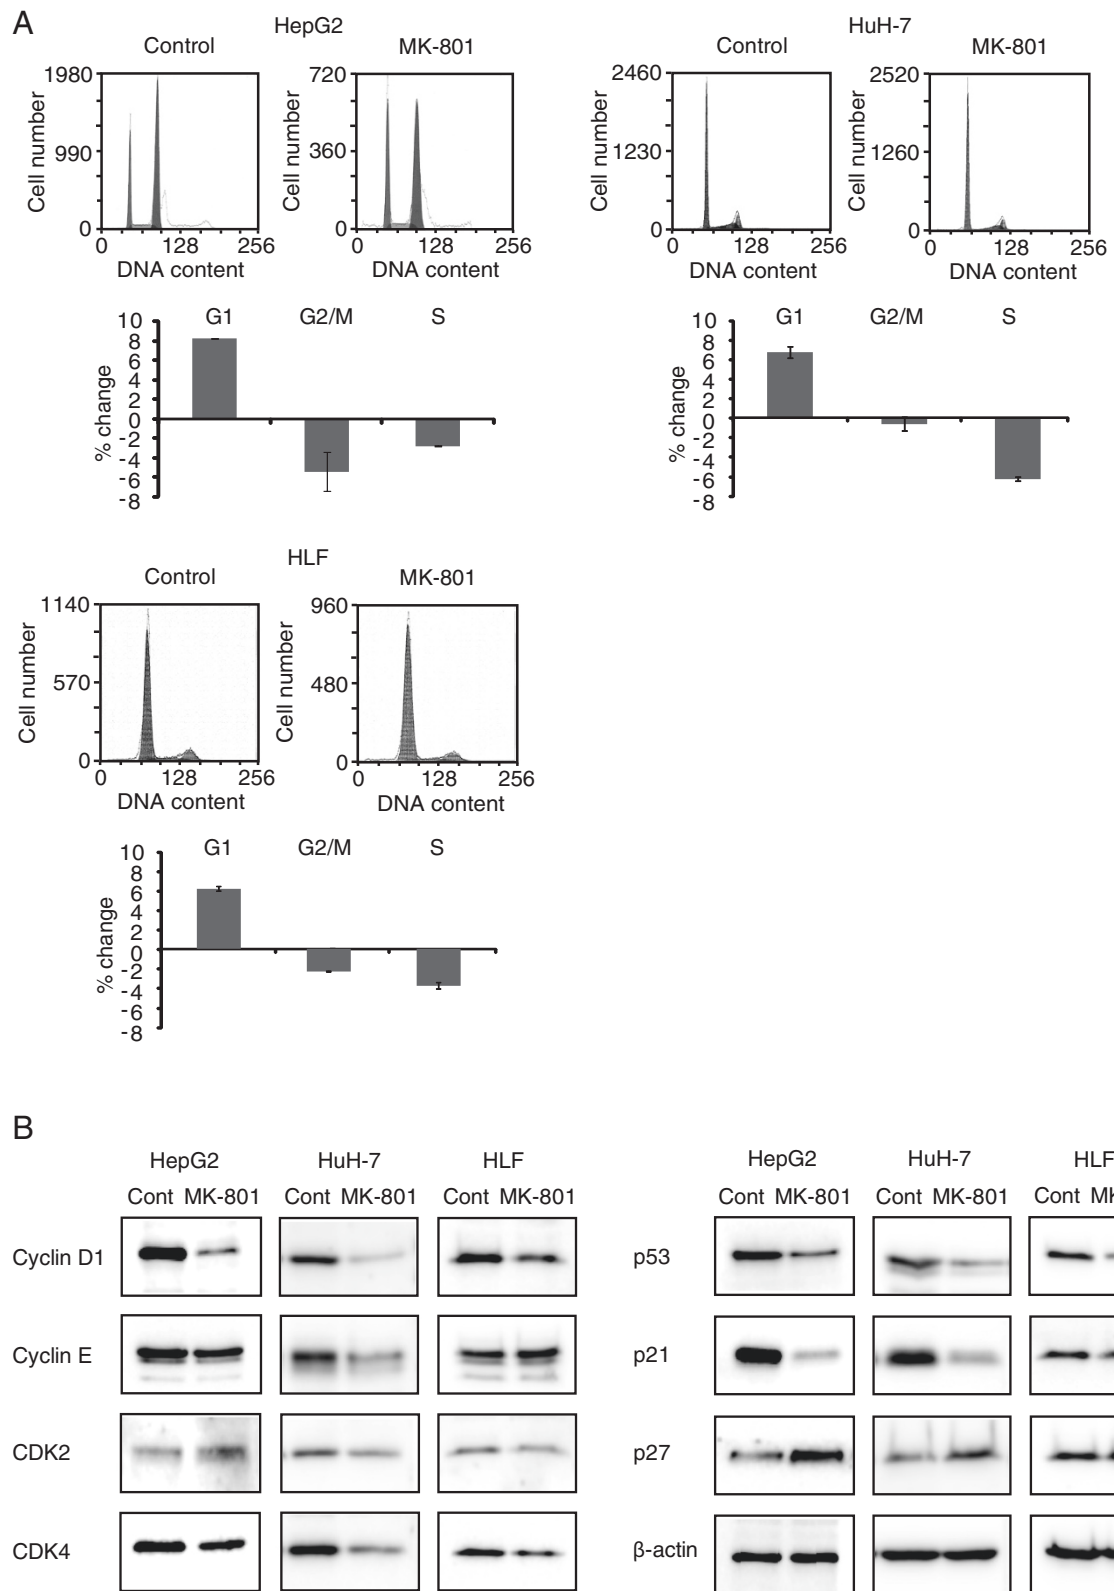 A
HepG2
Control
MK-801
1980
990
0
Cell number
0 128 256
DNA content
720
360
0
Cell number
0 128 256
DNA content
HuH-7
Control
MK-801
2460
1230
0
Cell number
0 128 256
DNA content
2520
1260
0
Cell number
0 128 256
DNA content
G1 G2/M S
% change
10
8
6
4
2
0
-2
-4
-6
-8
G1 G2/M S
% change
10
8
6
4
2
0
-2
-4
-6
-8
HLF
Control
MK-801
1140
570
0
Cell number
0 128 256
DNA content
960
480
0
Cell number
0 128 256
DNA content
G1 G2/M S
% change
10
8
6
4
2
0
-2
-4
-6
-8
B
HepG2 HuH-7 HLF
Cont MK-801 Cont MK-801 Cont MK-801
Cyclin D1
Cyclin E
CDK2
CDK4
HepG2 HuH-7 HLF
Cont MK-801 Cont MK-801 Cont
p53
p21
p27
β-actin